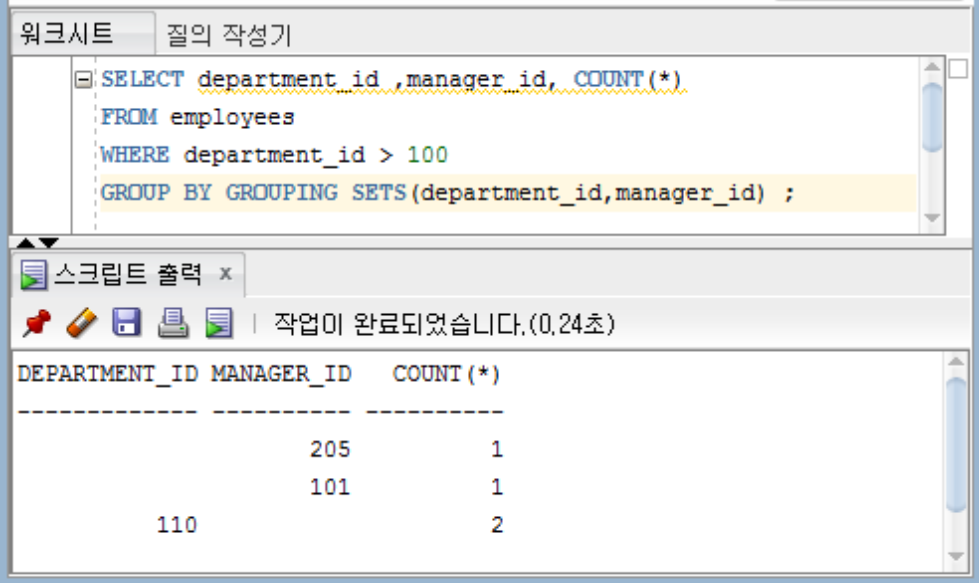 워크시트 질의 작성기
SELECT department_id ,manager_id, COUNT(*)
FROM employees
WHERE department_id > 100
GROUP BY GROUPING SETS(department_id,manager_id) ;
스크립트 출력 x
작업이 완료되었습니다.(0,24초)
DEPARTMENT_ID MANAGER_ID COUNT(*)
------------- ---------- ----------
205 1
101 1
110 2